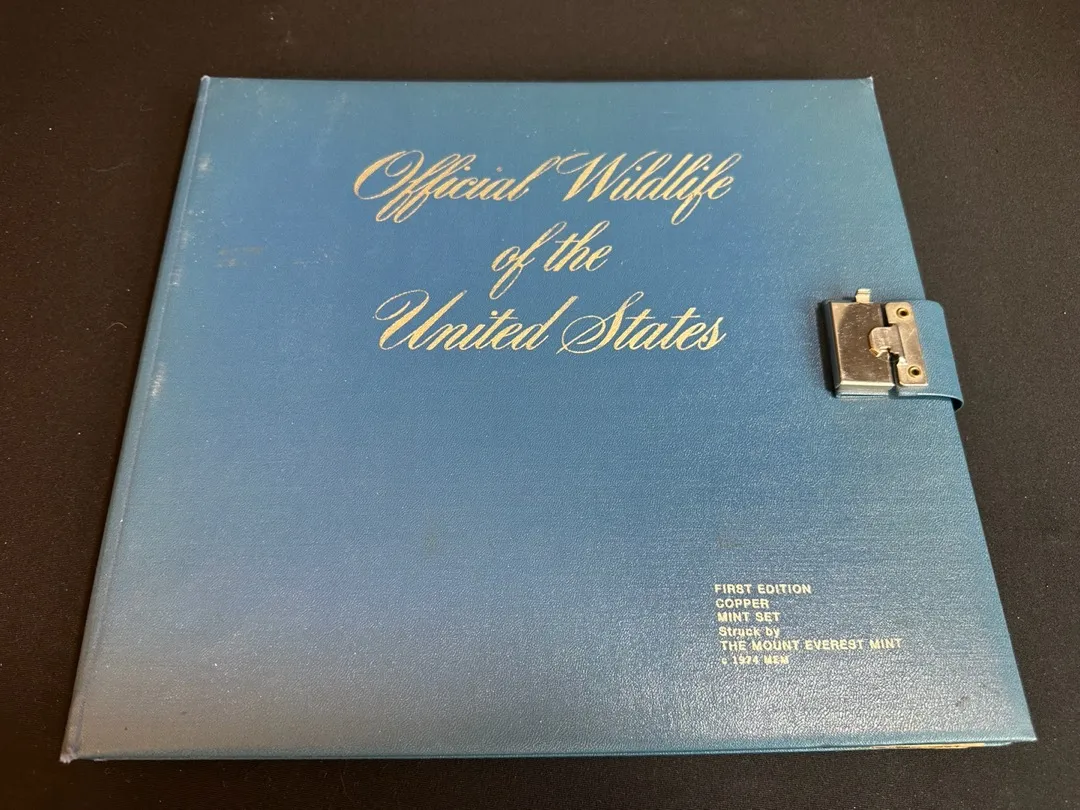 Official Wildlife
of the
United States
FIRST EDITION
COPPER
MINT SET
Struck by
THE MOUNT EVEREST MINT
© 1974 MEM